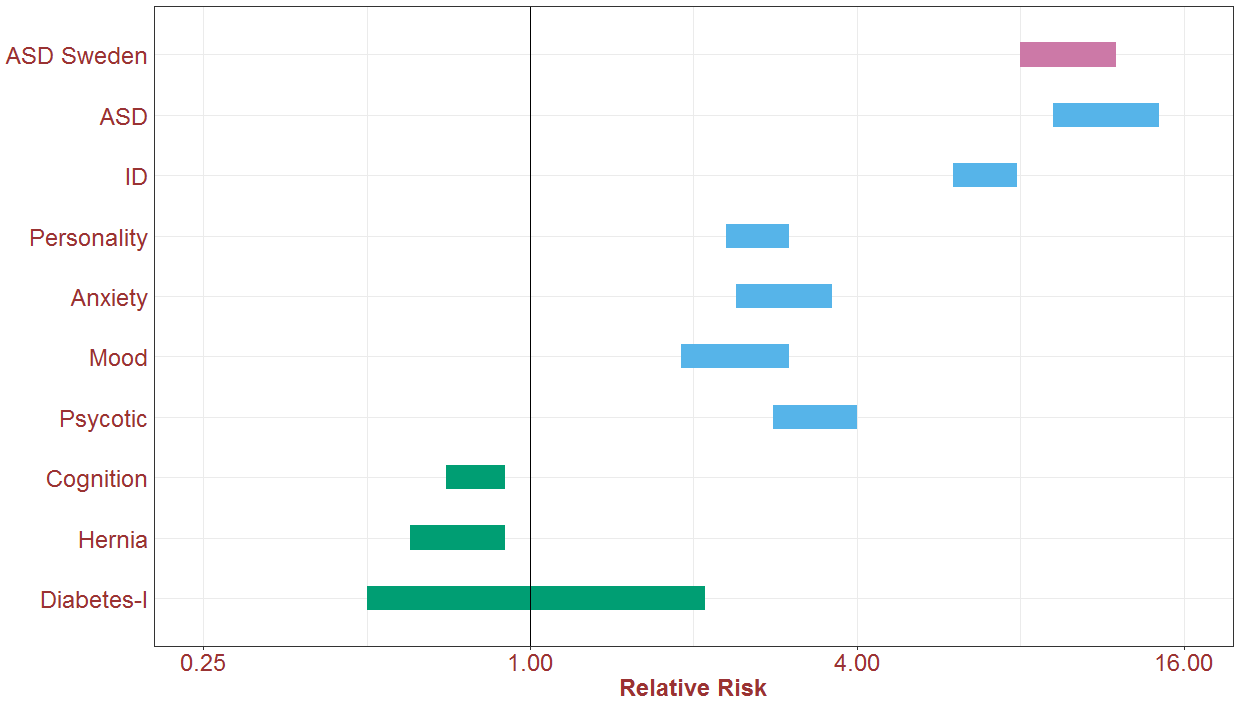 ASD Sweden
ASD
ID
Personality
Anxiety
Mood
Psycotic
Cognition
Hernia
Diabetes-I
0.25 1.00 4.00 16.00
Relative Risk